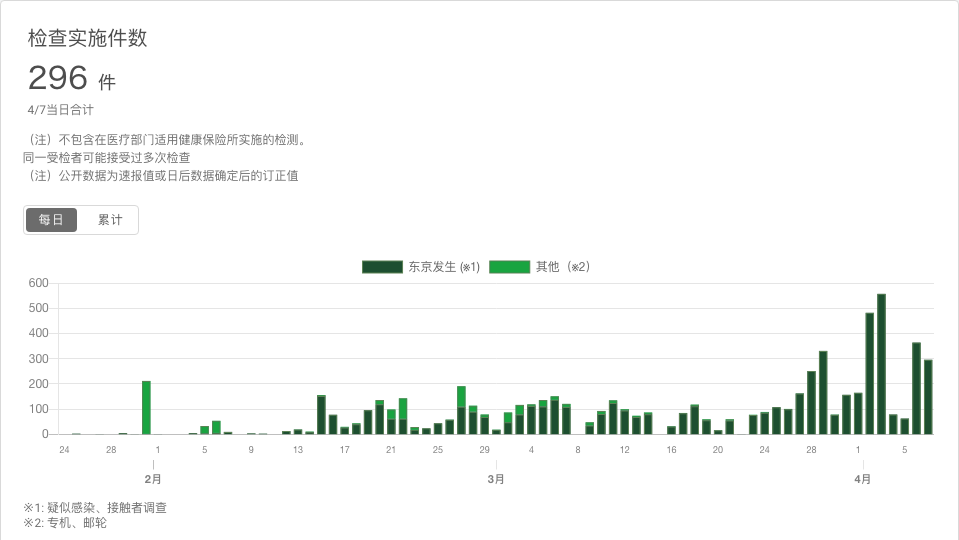 检查实施件数
296 件
4/7当日合计
（注）不包含在医疗部门适用健康保险所实施的检测。
同一受检者可能接受过多次检查
（注）公开数据为速报值或日后数据确定后的订正值
每日 累计
东京发生 (※1) 其他（※2）
600
500
400
300
200
100
0
24 28 1 5 9 13 17 21 25 29 4 8 12 16 20 24 28 1 5
2月 3月 4月
※1: 疑似感染、接触者调查
※2: 专机、邮轮